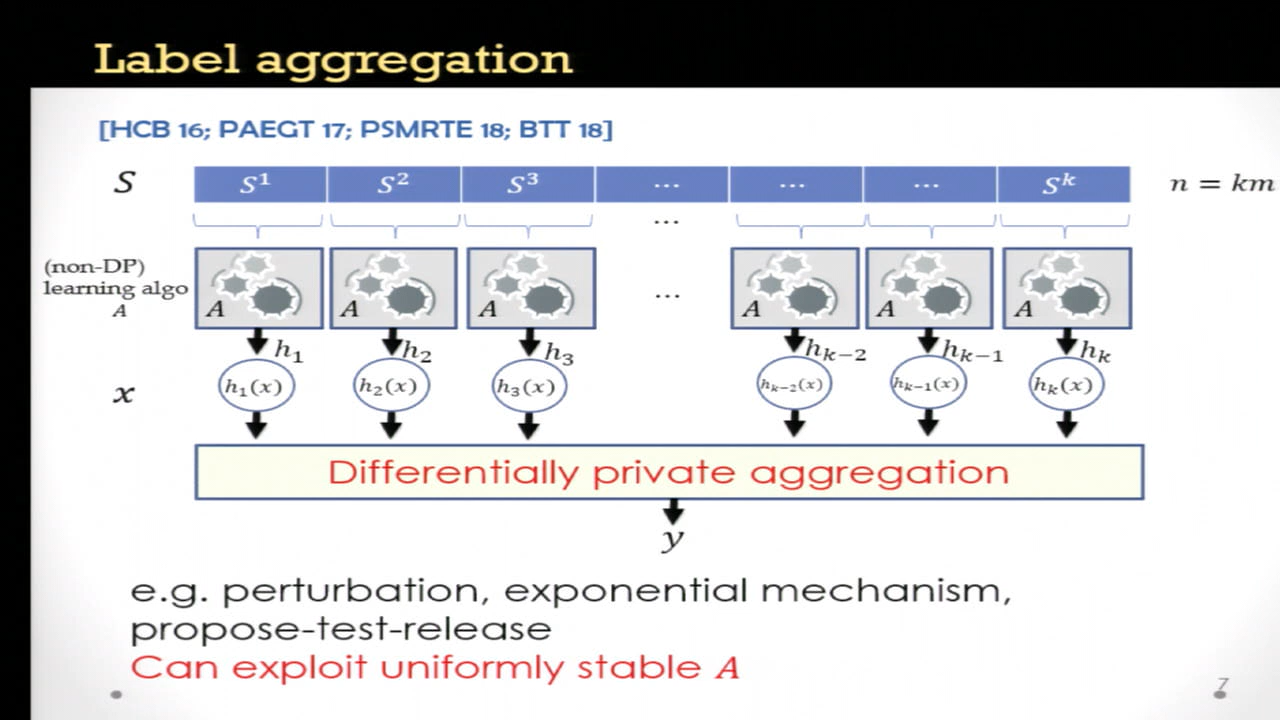 Label aggregation
[HCB 16; PAEGT 17; PSMRTE 18; BTT 18]
S S¹ S² S³ ... ... ... Sᵏ n = km
...
(non-DP)
learning algo
A
A A A ... A A A
h₁ h₂ h₃ hₖ₋₂ hₖ₋₁ hₖ
x h₁(x) h₂(x) h₃(x) hₖ₋₂(x) hₖ₋₁(x) hₖ(x)
Differentially private aggregation
y
e.g. perturbation, exponential mechanism,
propose-test-release
Can exploit uniformly stable A
7